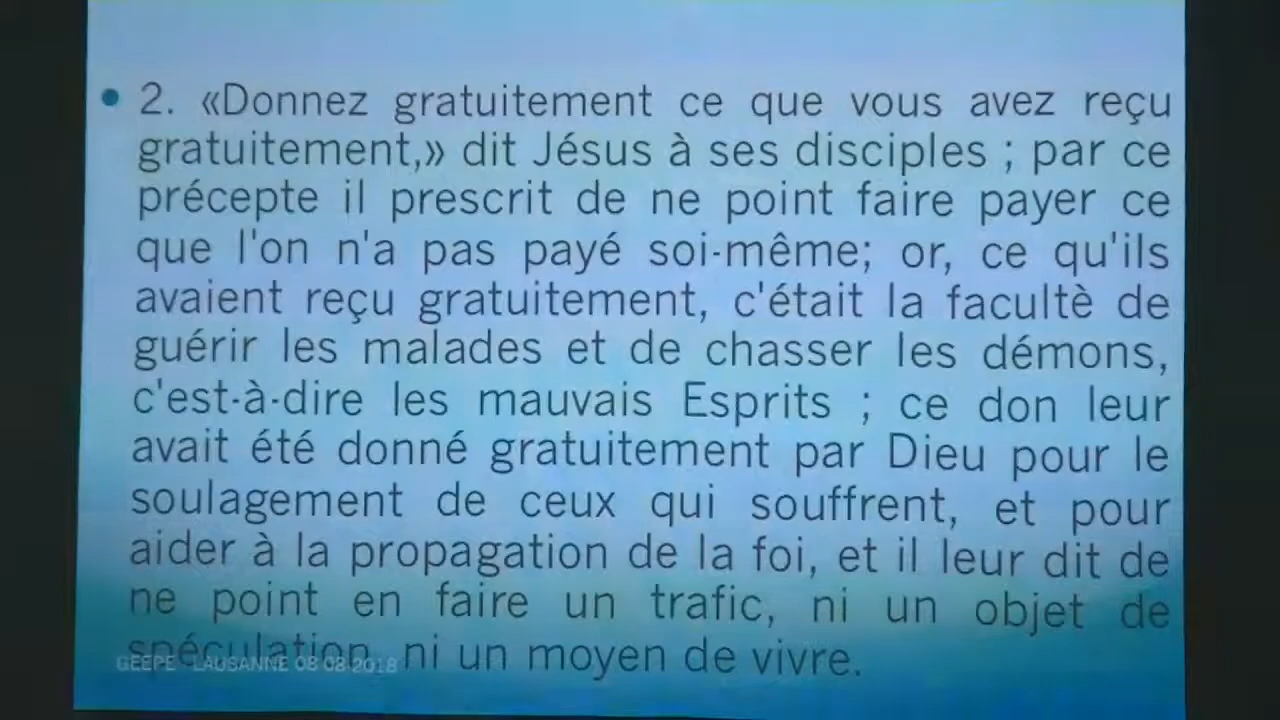 • 2. «Donnez gratuitement ce que vous avez reçu
gratuitement,» dit Jésus à ses disciples ; par ce
précepte il prescrit de ne point faire payer ce
que l'on n'a pas payé soi-même; or, ce qu'ils
avaient reçu gratuitement, c'était la facultè de
guérir les malades et de chasser les démons,
c'est-à-dire les mauvais Esprits ; ce don leur
avait été donné gratuitement par Dieu pour le
soulagement de ceux qui souffrent, et pour
aider à la propagation de la foi, et il leur dit de
ne point en faire un trafic, ni un objet de
spéculation, ni un moyen de vivre.
GEEPE LAUSANNE 08 08 2018